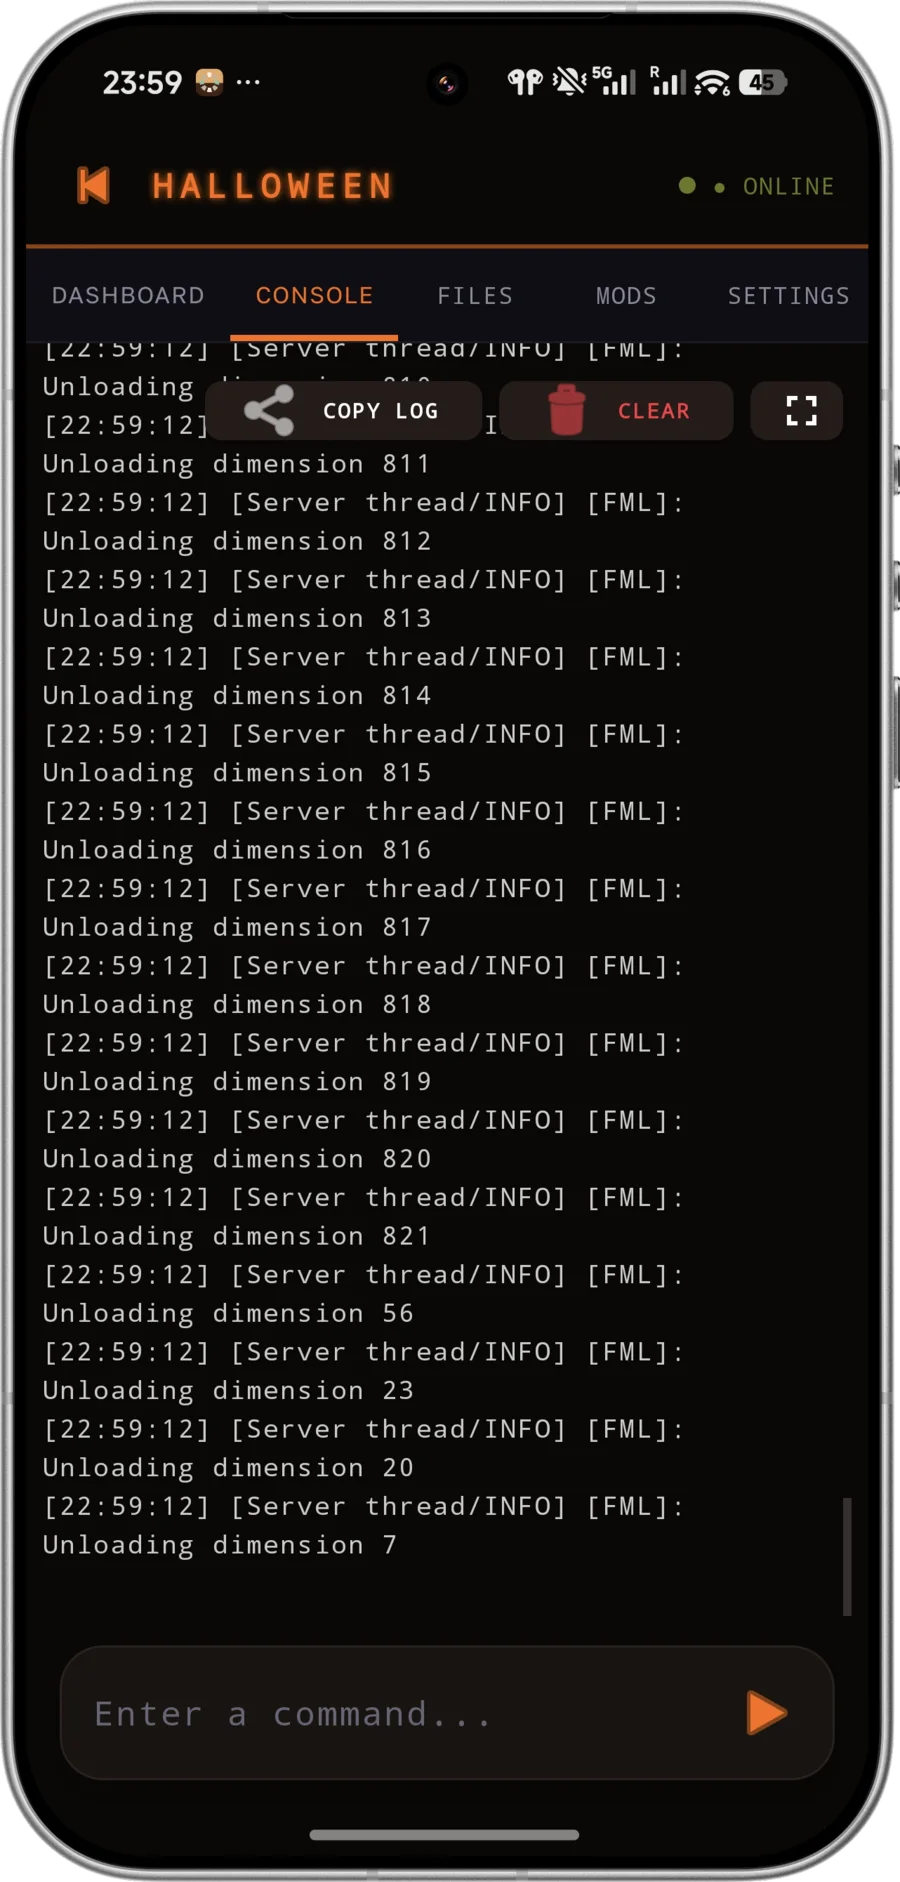 23:59 ... 5G R 6 45
HALLOWEEN • ONLINE
DASHBOARD CONSOLE FILES MODS SETTINGS
[22:59:12] [Server thread/INFO] [FML]:
Unloading
COPY LOG CLEAR
[22:59:12]
Unloading dimension 811
[22:59:12] [Server thread/INFO] [FML]:
Unloading dimension 812
[22:59:12] [Server thread/INFO] [FML]:
Unloading dimension 813
[22:59:12] [Server thread/INFO] [FML]:
Unloading dimension 814
[22:59:12] [Server thread/INFO] [FML]:
Unloading dimension 815
[22:59:12] [Server thread/INFO] [FML]:
Unloading dimension 816
[22:59:12] [Server thread/INFO] [FML]:
Unloading dimension 817
[22:59:12] [Server thread/INFO] [FML]:
Unloading dimension 818
[22:59:12] [Server thread/INFO] [FML]:
Unloading dimension 819
[22:59:12] [Server thread/INFO] [FML]:
Unloading dimension 820
[22:59:12] [Server thread/INFO] [FML]:
Unloading dimension 821
[22:59:12] [Server thread/INFO] [FML]:
Unloading dimension 56
[22:59:12] [Server thread/INFO] [FML]:
Unloading dimension 23
[22:59:12] [Server thread/INFO] [FML]:
Unloading dimension 20
[22:59:12] [Server thread/INFO] [FML]:
Unloading dimension 7
Enter a command...